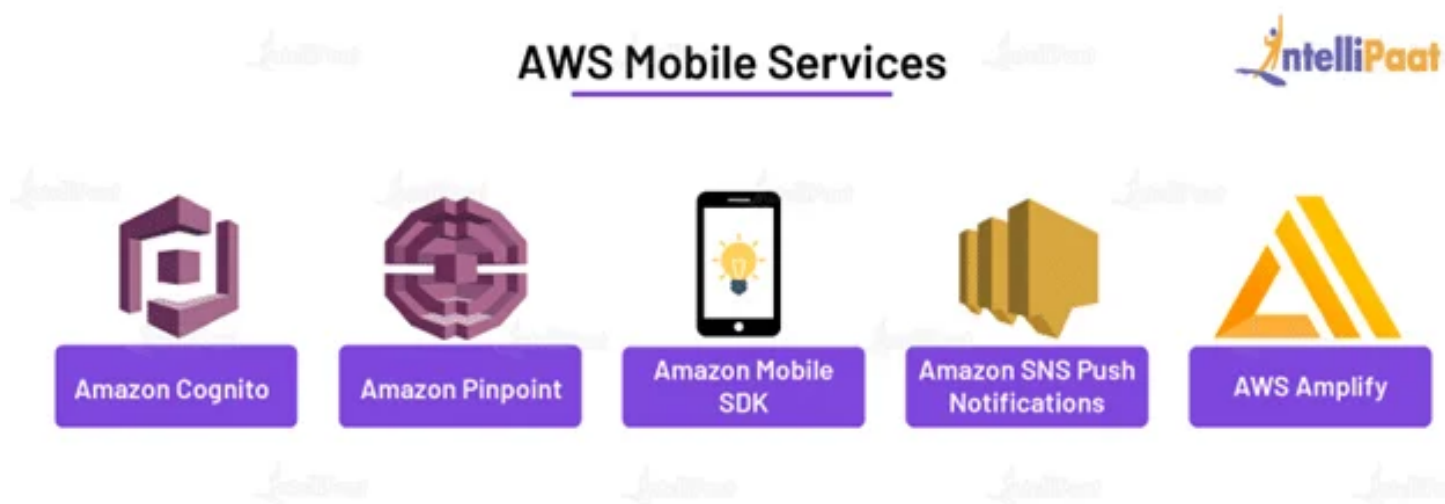 AWS Mobile Services
IntelliPaat
Amazon Cognito
Amazon Pinpoint
Amazon Mobile
SDK
Amazon SNS Push
Notifications
AWS Amplify